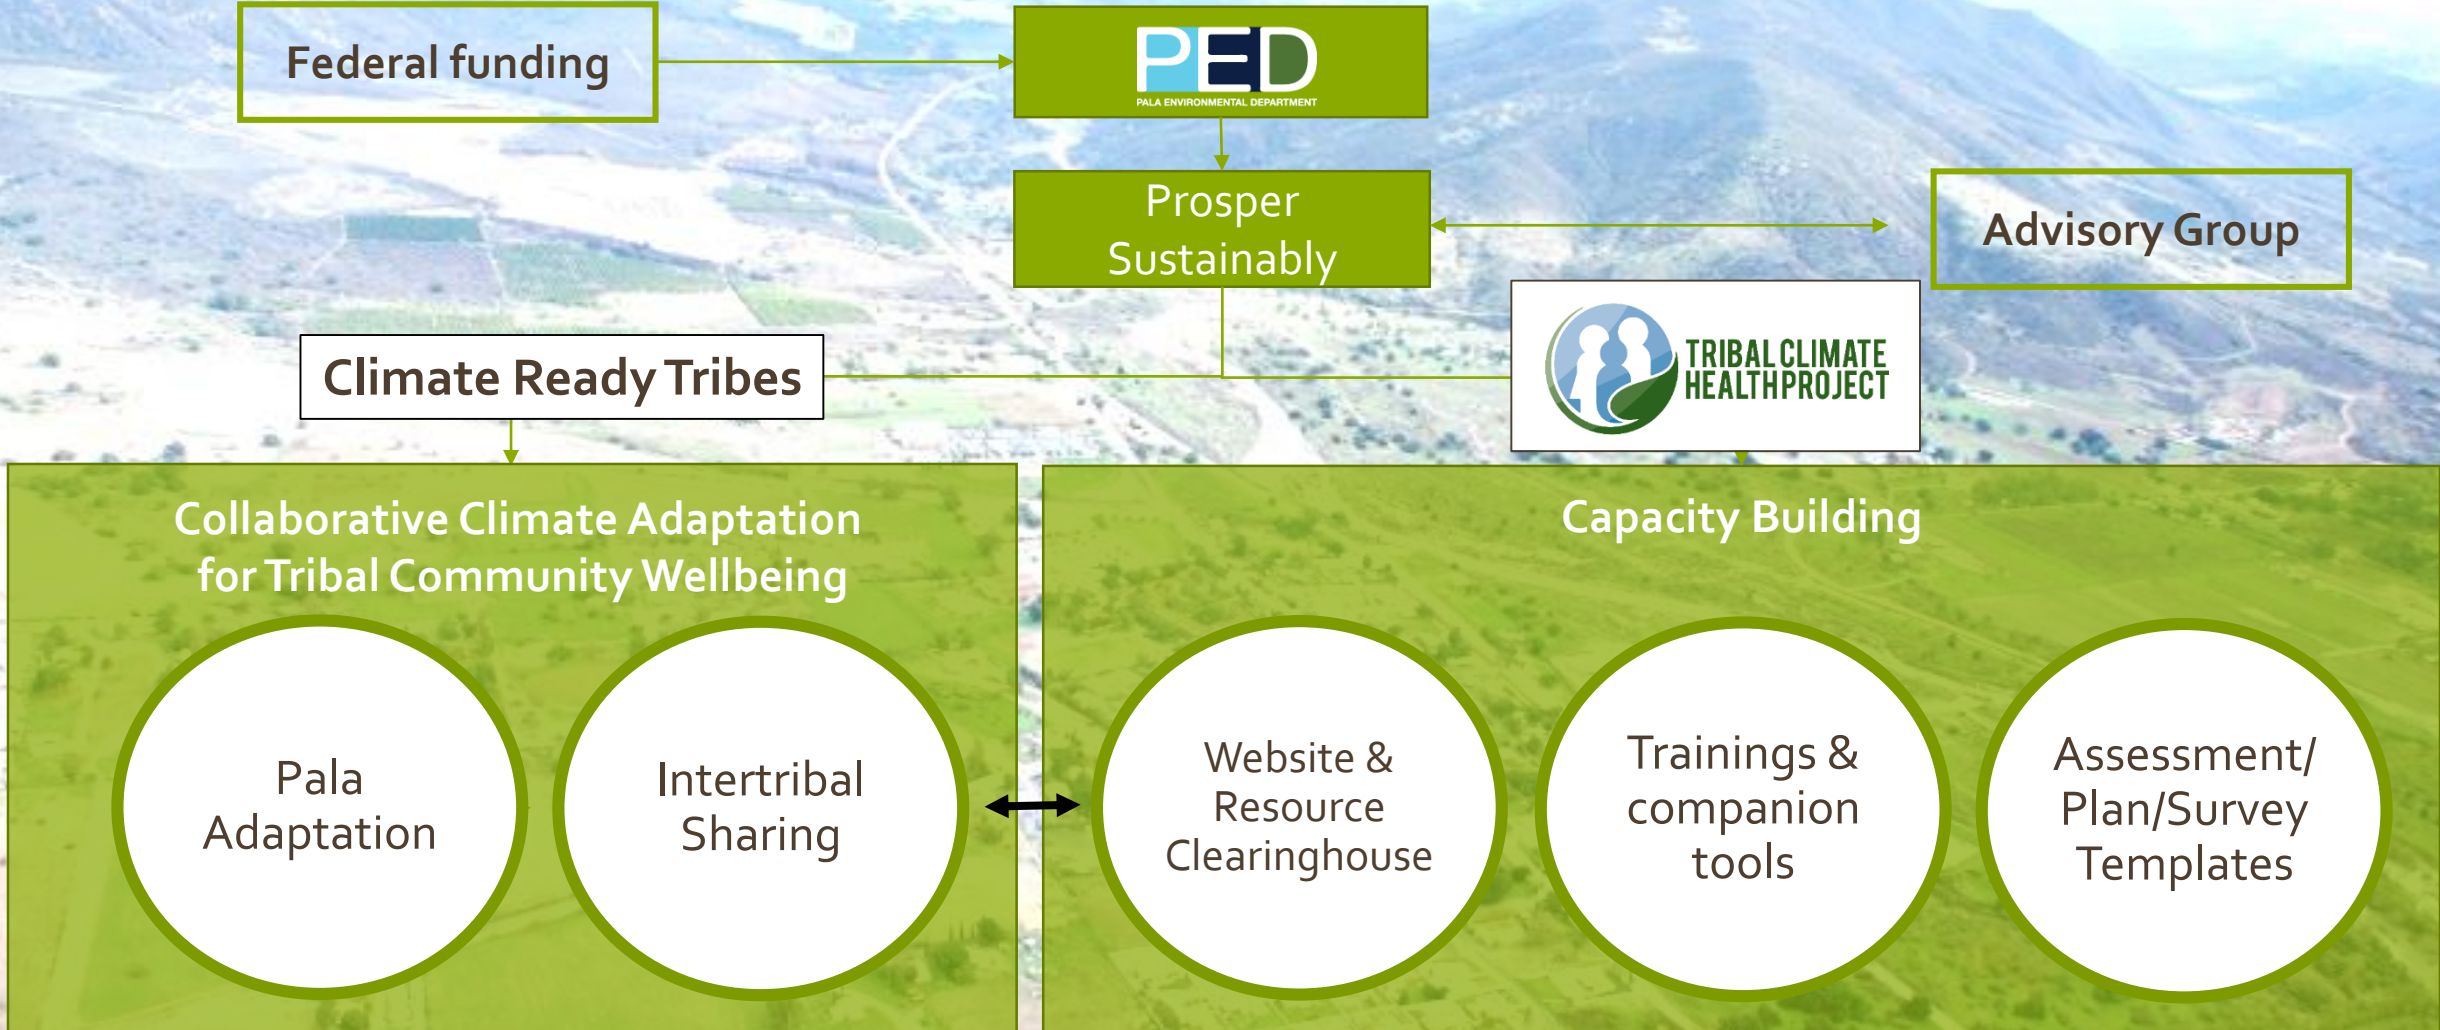 Federal funding
PED
PALA ENVIRONMENTAL DEPARTMENT
Prosper
Sustainably
Advisory Group
Climate Ready Tribes
TRIBAL CLIMATE
HEALTH PROJECT
Collaborative Climate Adaptation
for Tribal Community Wellbeing
Pala
Adaptation
Intertribal
Sharing
Capacity Building
Website &
Resource
Clearinghouse
Trainings &
companion
tools
Assessment/
Plan/Survey
Templates